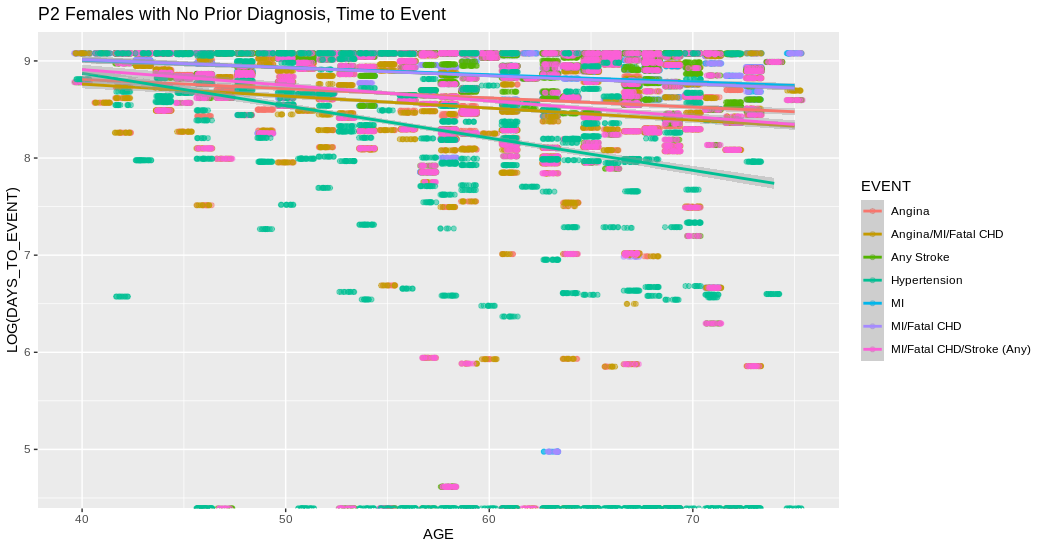 P2 Females with No Prior Diagnosis, Time to Event
LOG(DAYS_TO_EVENT)
9
8
7
6
5
40
50
60
70
AGE
EVENT
Angina
Angina/MI/Fatal CHD
Any Stroke
Hypertension
MI
MI/Fatal CHD
MI/Fatal CHD/Stroke (Any)